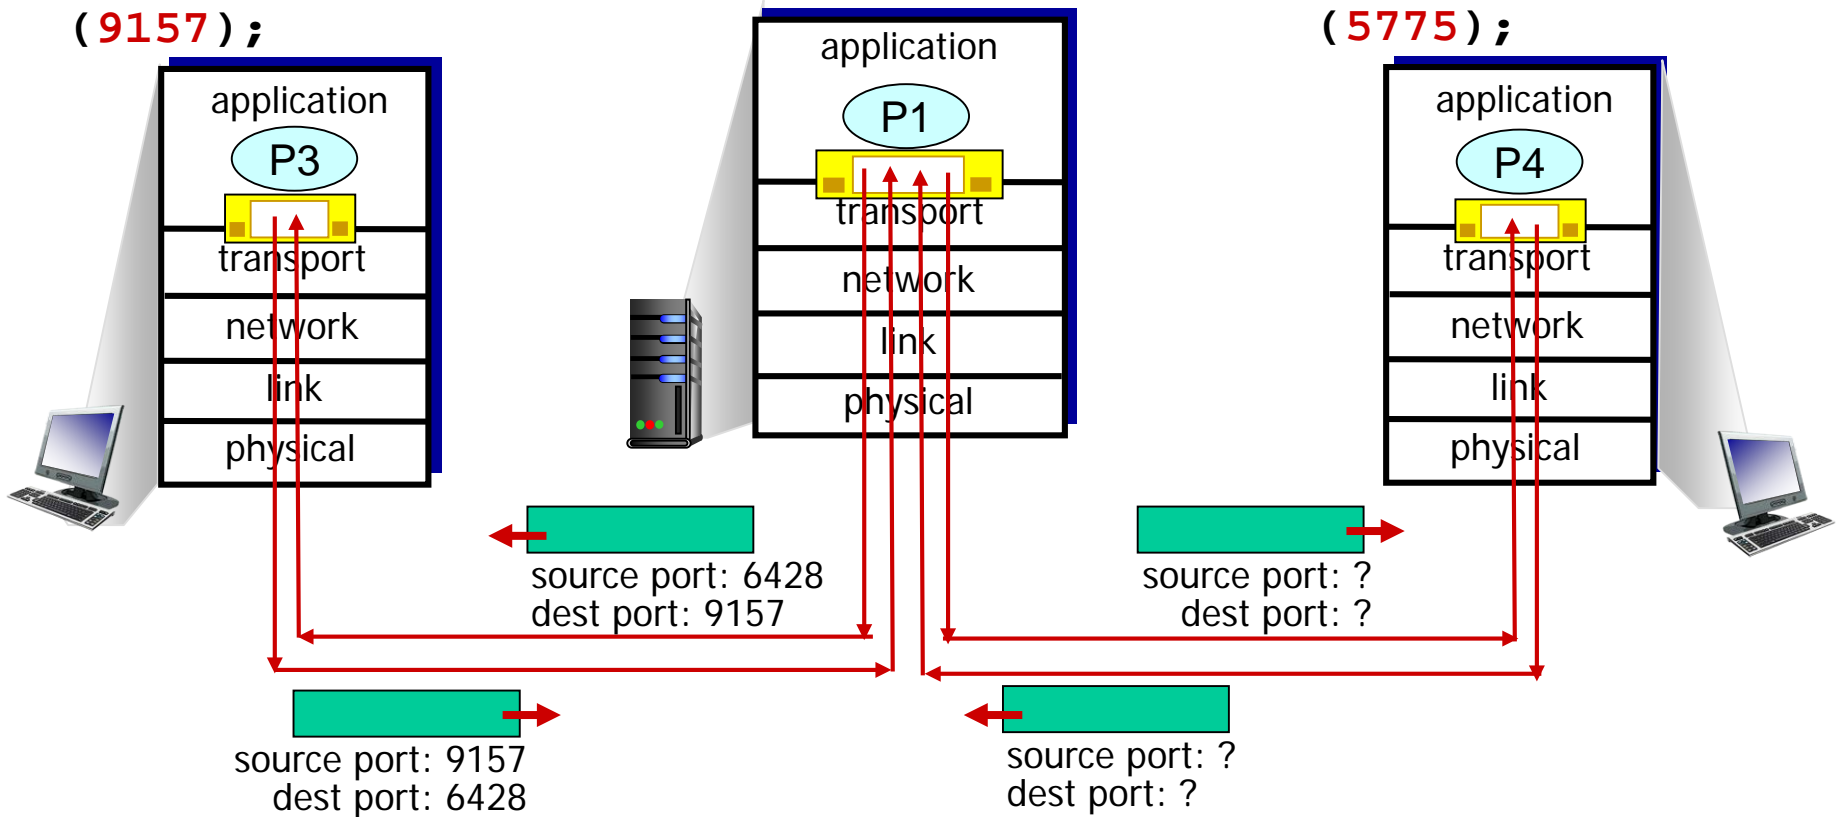 (9157);
application
P3
transport
network
link
physical
application
P1
transport
network
link
physical
(5775);
application
P4
transport
network
link
physical
source port: 6428
dest port: 9157
source port: ?
dest port: ?
source port: 9157
dest port: 6428
source port: ?
dest port: ?